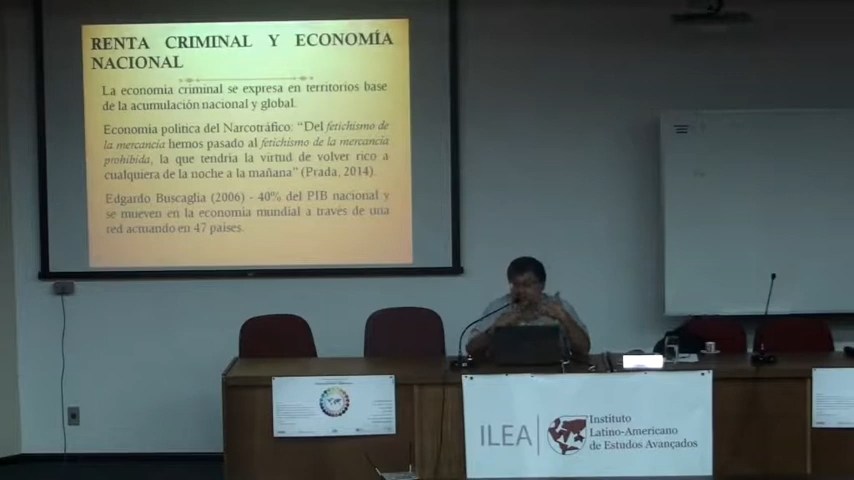 RENTA CRIMINAL Y ECONOMÍA
NACIONAL
La economía criminal se expresa en territorios base
de la acumulación nacional y global.
Economía política del Narcotráfico: "Del fetichismo de
la mercancía hemos pasado al fetichismo de la mercancía
prohibida, la que tendría la virtud de volver rico a
cualquiera de la noche a la mañana" (Prada, 2014).
Edgardo Buscaglia (2006) - 40% del PIB nacional y
se mueven en la economía mundial a través de una
red actuando en 47 países.
ILEA
Instituto
Latino-Americano
de Estudos Avançados